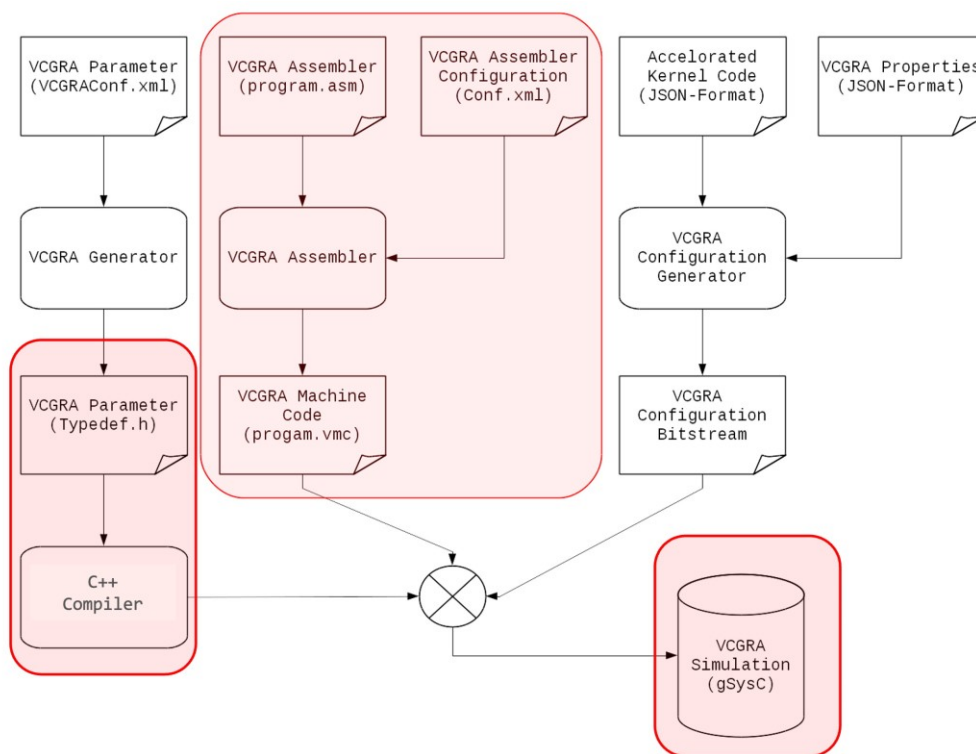 VCGRA Parameter
(VCGRAConf.xml)
VCGRA Assembler
(program.asm)
VCGRA Assembler
Configuration
(Conf.xml)
Accelorated
Kernel Code
(JSON-Format)
VCGRA Properties
(JSON-Format)
VCGRA Generator
VCGRA Assembler
VCGRA
Configuration
Generator
VCGRA Parameter
(Typedef.h)
VCGRA Machine
Code
(progam.vmc)
VCGRA
Configuration
Bitstream
C++
Compiler
VCGRA
Simulation
(gSysC)